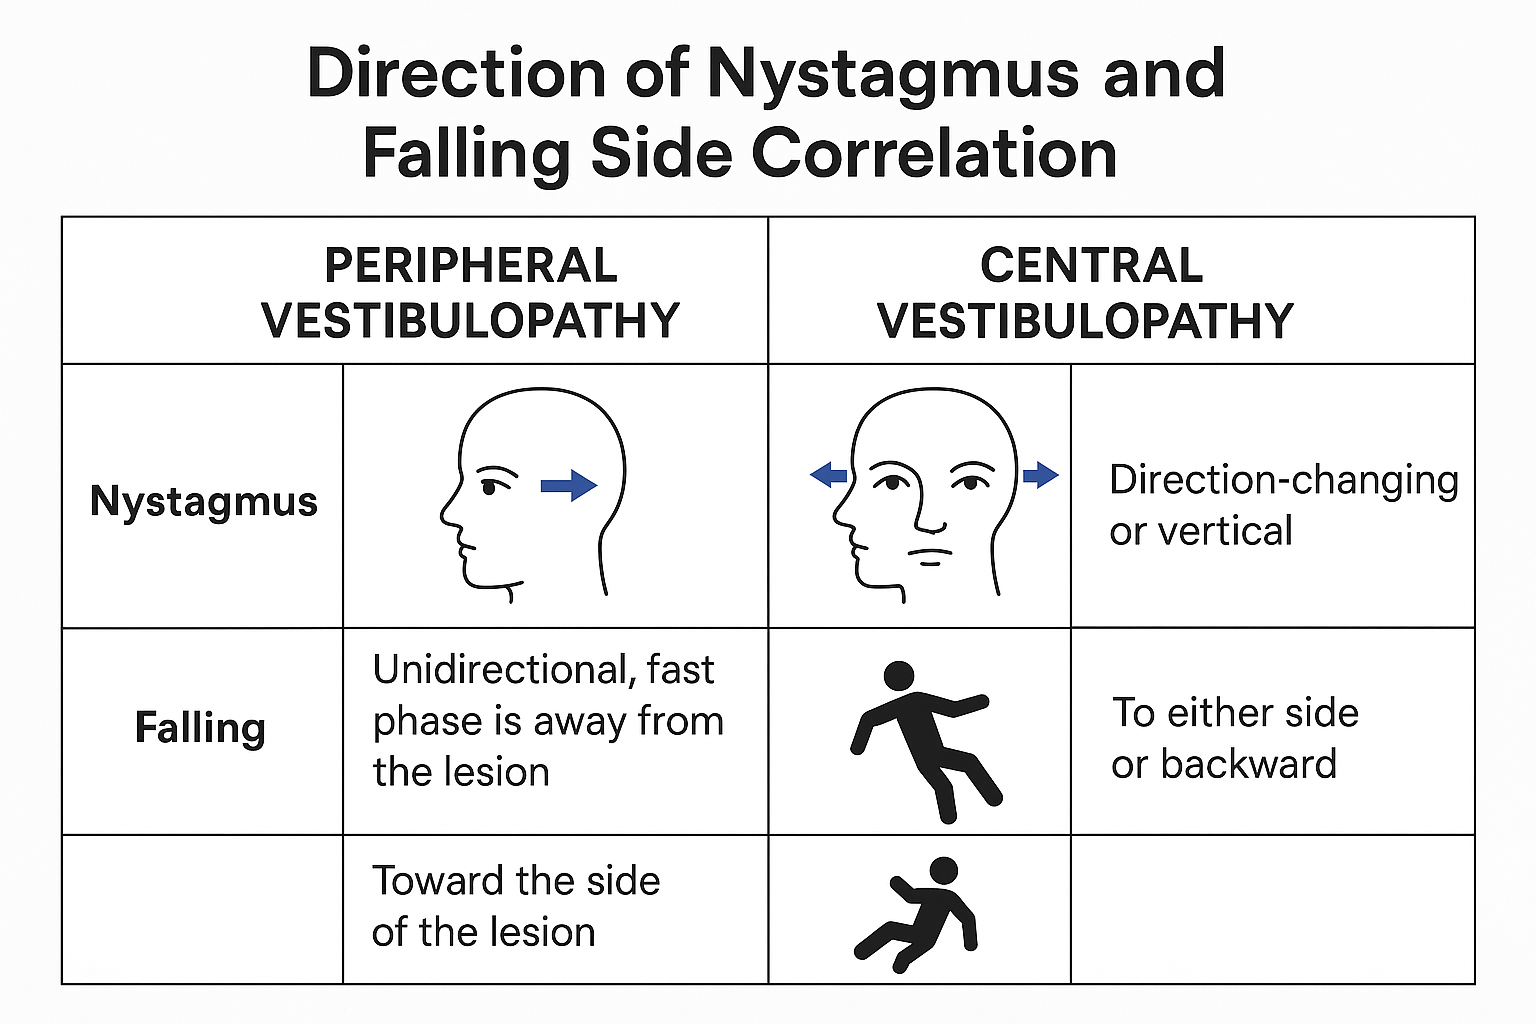 Direction of Nystagmus and
Falling Side Correlation
PERIPHERAL
VESTIBULOPATHY
CENTRAL
VESTIBULOPATHY
Nystagmus
Direction-changing
or vertical
Falling
Unidirectional, fast
phase is away from
the lesion
To either side
or backward
Toward the side
of the lesion